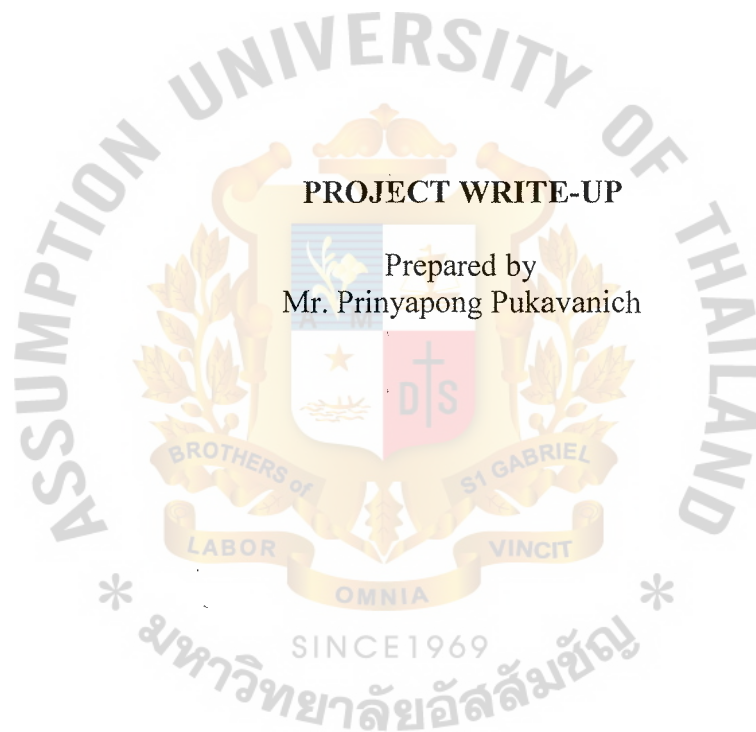 ASSUMPTION UNIVERSITY OF THAILAND
PROJECT WRITE-UP
Prepared by
Mr. Prinyapong Pukavanich
A M
D S
BROTHERS of
S1 GABRIEL
LABOR
OMNIA
VINCIT
* SINCE1969 *
มหาวิทยาลัยอัสสัมชัญ